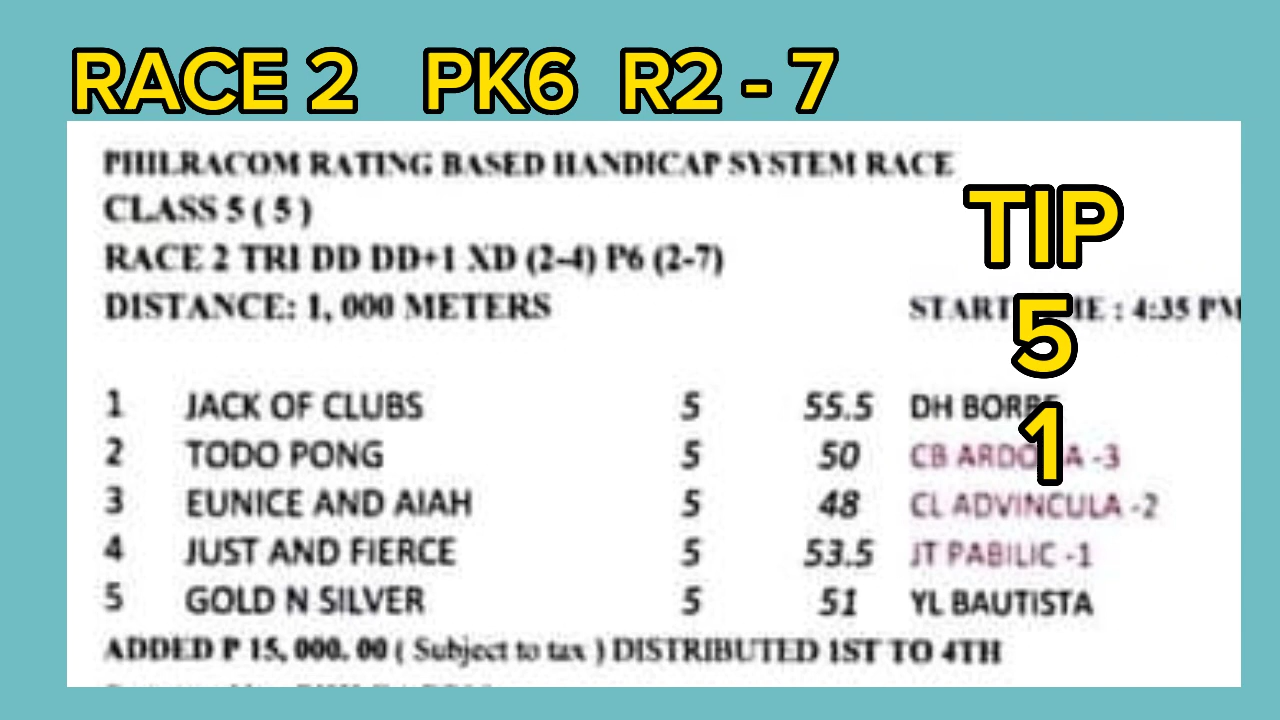 RACE 2 PK6 R2 - 7
PHILRACOM RATING BASED HANDICAP SYSTEM RACE
CLASS 5 ( 5 )
RACE 2 TRI DD DD+1 XD (2-4) P6 (2-7)
DISTANCE: 1, 000 METERS
: 4:35 PM
TIP
5
1
1 JACK OF CLUBS 5 55.5 DH
2 TODO PONG 5 50 CB -3
3 EUNICE AND AIAH 5 48 CL ADVINCULA -2
4 JUST AND FIERCE 5 53.5 JT PABILIC -1
5 GOLD N SILVER 5 51 YL BAUTISTA
ADDED P 15, 000. 00 ( Subject to tax ) DISTRIBUTED 1ST TO 4TH